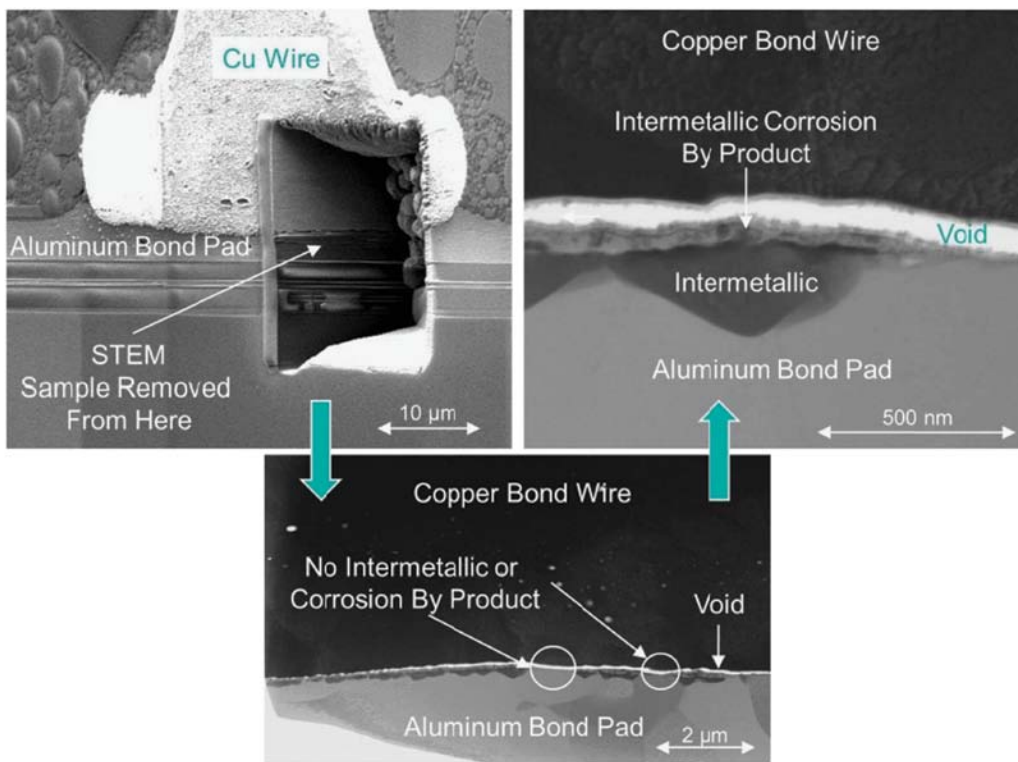 Cu Wire
Aluminum Bond Pad
STEM
Sample Removed
From Here
10 µm
Copper Bond Wire
Intermetallic Corrosion
By Product
Void
Intermetallic
Aluminum Bond Pad
500 nm
Copper Bond Wire
No Intermetallic or
Corrosion By Product
Void
Aluminum Bond Pad
2 µm